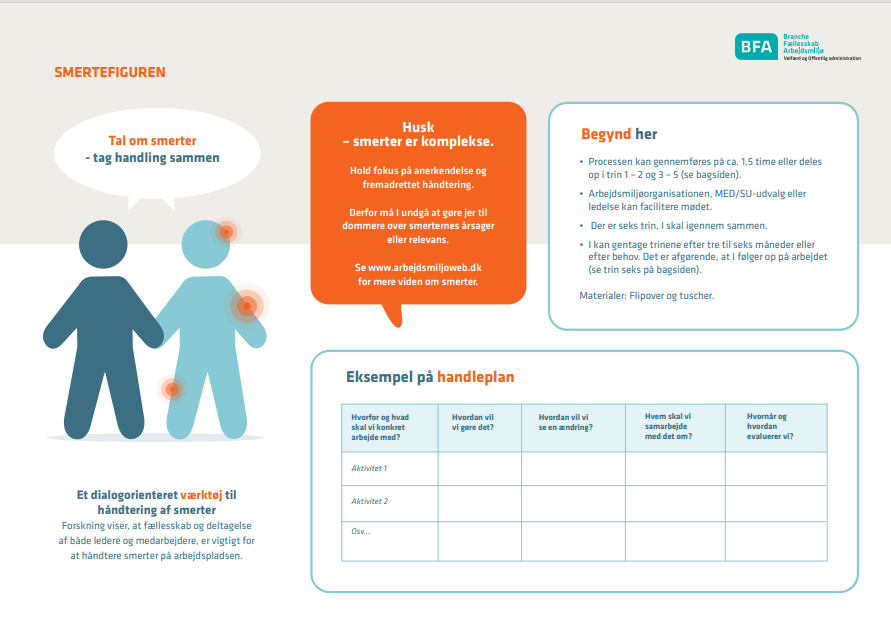 BFA
Branche
Fællesskab
Arbejdsmiljø
Velfærd og Offentlig administration
SMERTEFIGUREN
Tal om smerter
- tag handling sammen
Et dialogorienteret værktøj til
håndtering af smerter
Forskning viser, at fællesskab og deltagelse
af både ledere og medarbejdere, er vigtigt for
at håndtere smerter på arbejdspladsen.
Husk
– smerter er komplekse.
Hold fokus på anerkendelse og
fremadrettet håndtering.
Derfor må I undgå at gøre jer til
dommere over smerternes årsager
eller relevans.
Se www.arbejdsmiljoweb.dk
for mere viden om smerter.
Begynd her
• Processen kan gennemføres på ca. 1,5 time eller deles
op i trin 1 – 2 og 3 – 5 (se bagsiden).
• Arbejdsmiljøorganisationen, MED/SU-udvalg eller
ledelse kan facilitere mødet.
• Der er seks trin, I skal igennem sammen.
• I kan gentage trinene efter tre til seks måneder eller
efter behov. Det er afgørende, at I følger op på arbejdet
(se trin seks på bagsiden).
Materialer: Flipover og tuscher.
Eksempel på handleplan
Hvorfor og hvad
skal vi konkret
arbejde med?
Hvordan vil
vi gøre det?
Hvordan vil vi
se en ændring?
Hvem skal vi
samarbejde
med det om?
Hvornår og
hvordan
evaluerer vi?
Aktivitet 1
Aktivitet 2
Osv...